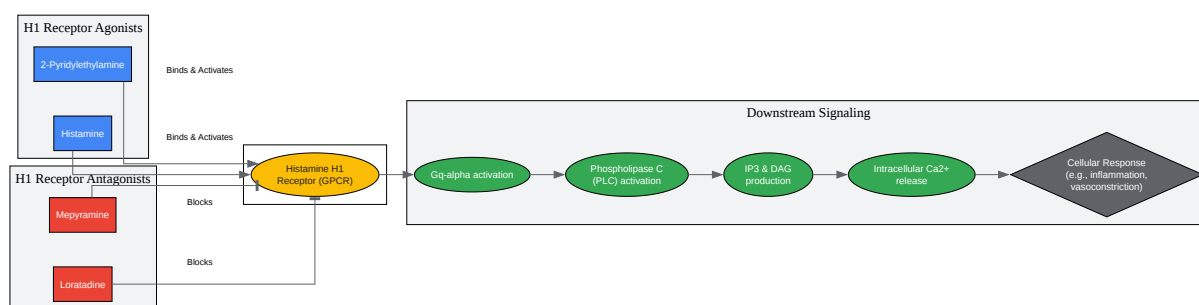 H1 Receptor Agonists
2-Pyridylethylamine
Histamine
H1 Receptor Antagonists
Mepyramine
Loratadine
Binds & Activates
Binds & Activates
Blocks
Blocks
Histamine H1
Receptor (GPCR)
Downstream Signaling
Gq-alpha activation
Phospholipase C
(PLC) activation
IP3 & DAG
production
Intracellular Ca2+
release
Cellular Response
(e.g., inflammation,
vasoconstriction)